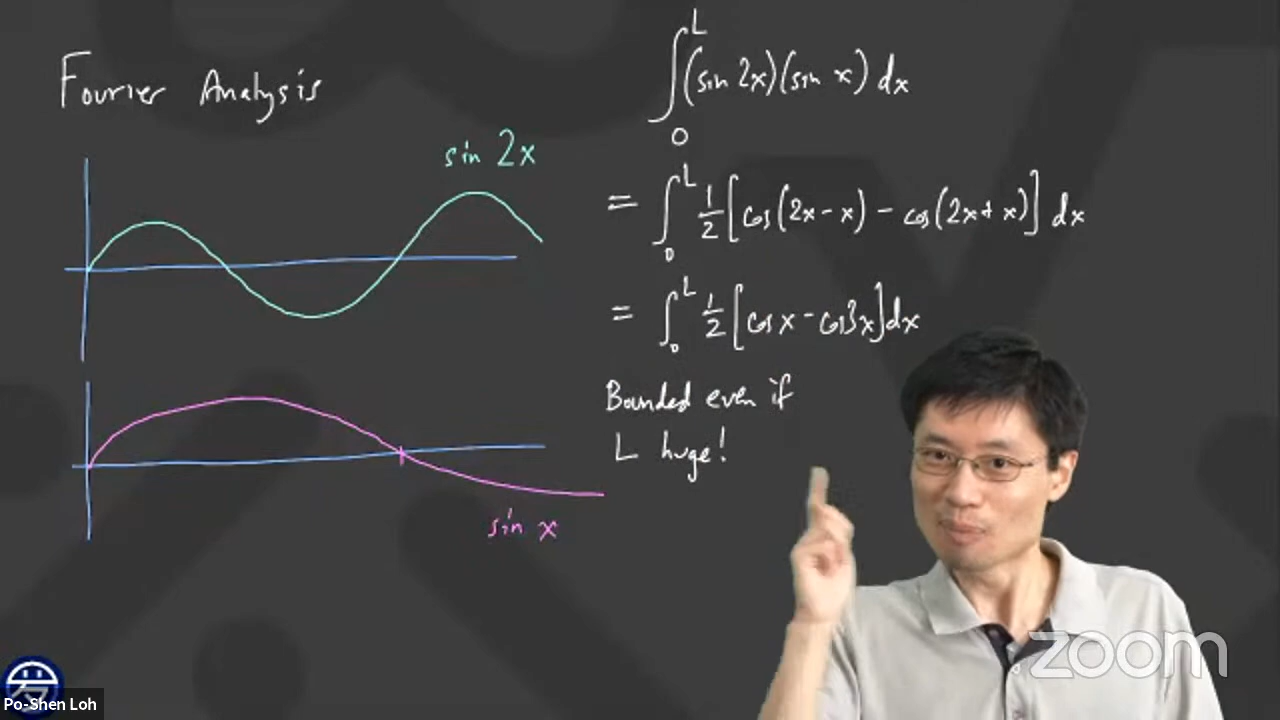 Fourier Analysis
sin 2x
sin x
∫₀ᴸ (sin 2x)(sin x) dx
= ∫₀ᴸ 1/2 [cos(2x - x) - cos(2x + x)] dx
= ∫₀ᴸ 1/2 [cos x - cos 3x] dx
Bounded even if
L huge!
zoom
Po-Shen Loh